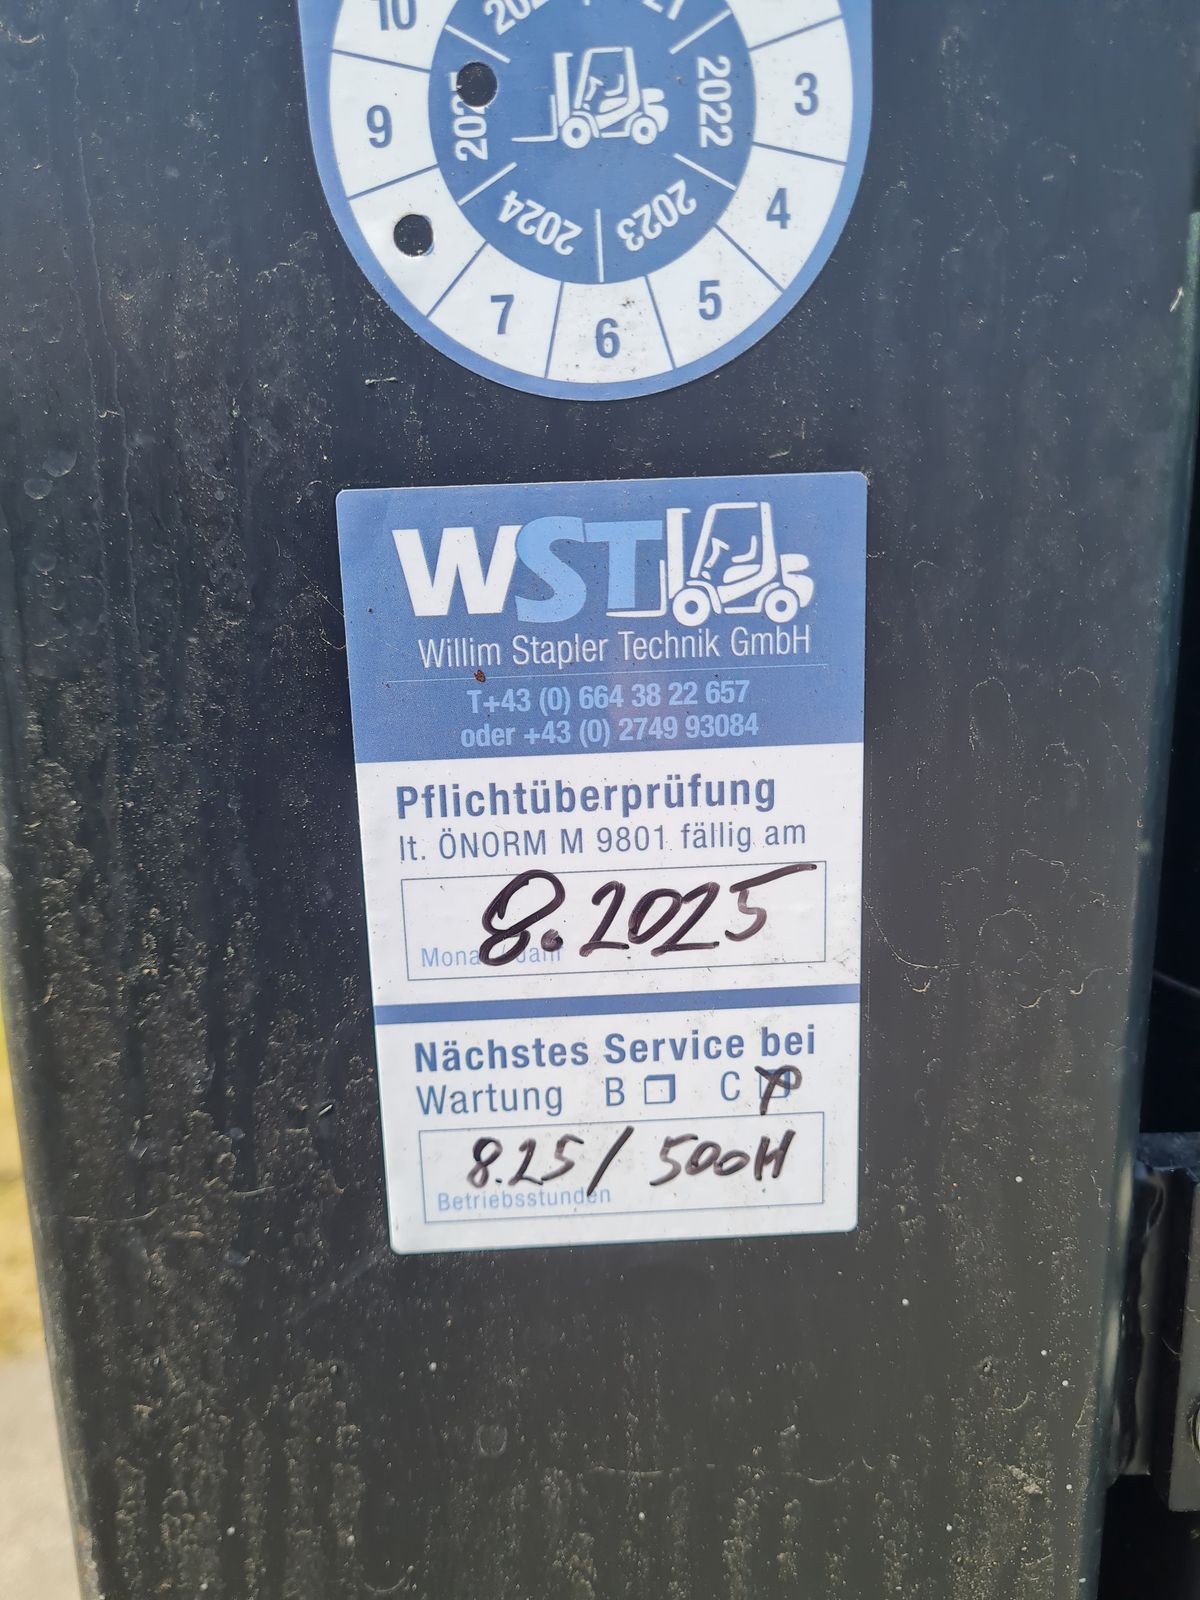 10
9
7
6
5
4
3
2022
2023
2024
WST
Willim Stapler Technik GmbH
T+43 (0) 664 38 22 657
oder +43 (0) 2749 93084
Pflichtüberprüfung
lt. ÖNORM M 9801 fällig am
8.2025
Nächstes Service bei
Wartung B C
8.25/ 500H
Betriebsstunden